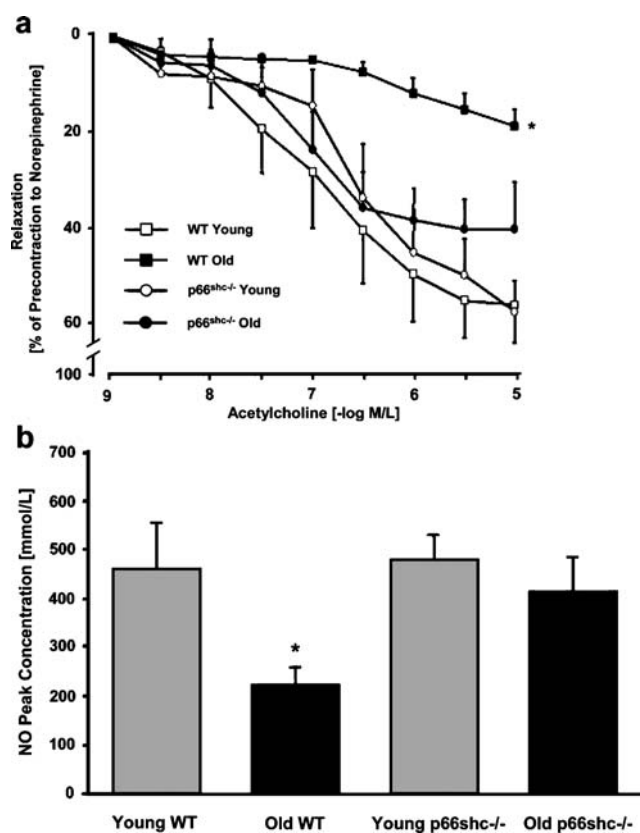 a
0
20
40
60
100
Relaxation
[% of Precontraction to Norepinephrine]
WT Young
WT Old
p66shc-/- Young
p66shc-/- Old
*
9 8 7 6 5
Acetylcholine [-log M/L]
b
700
600
500
400
300
200
100
0
NO Peak Concentration [mmol/L]
*
Young WT Old WT Young p66shc-/- Old p66shc-/-